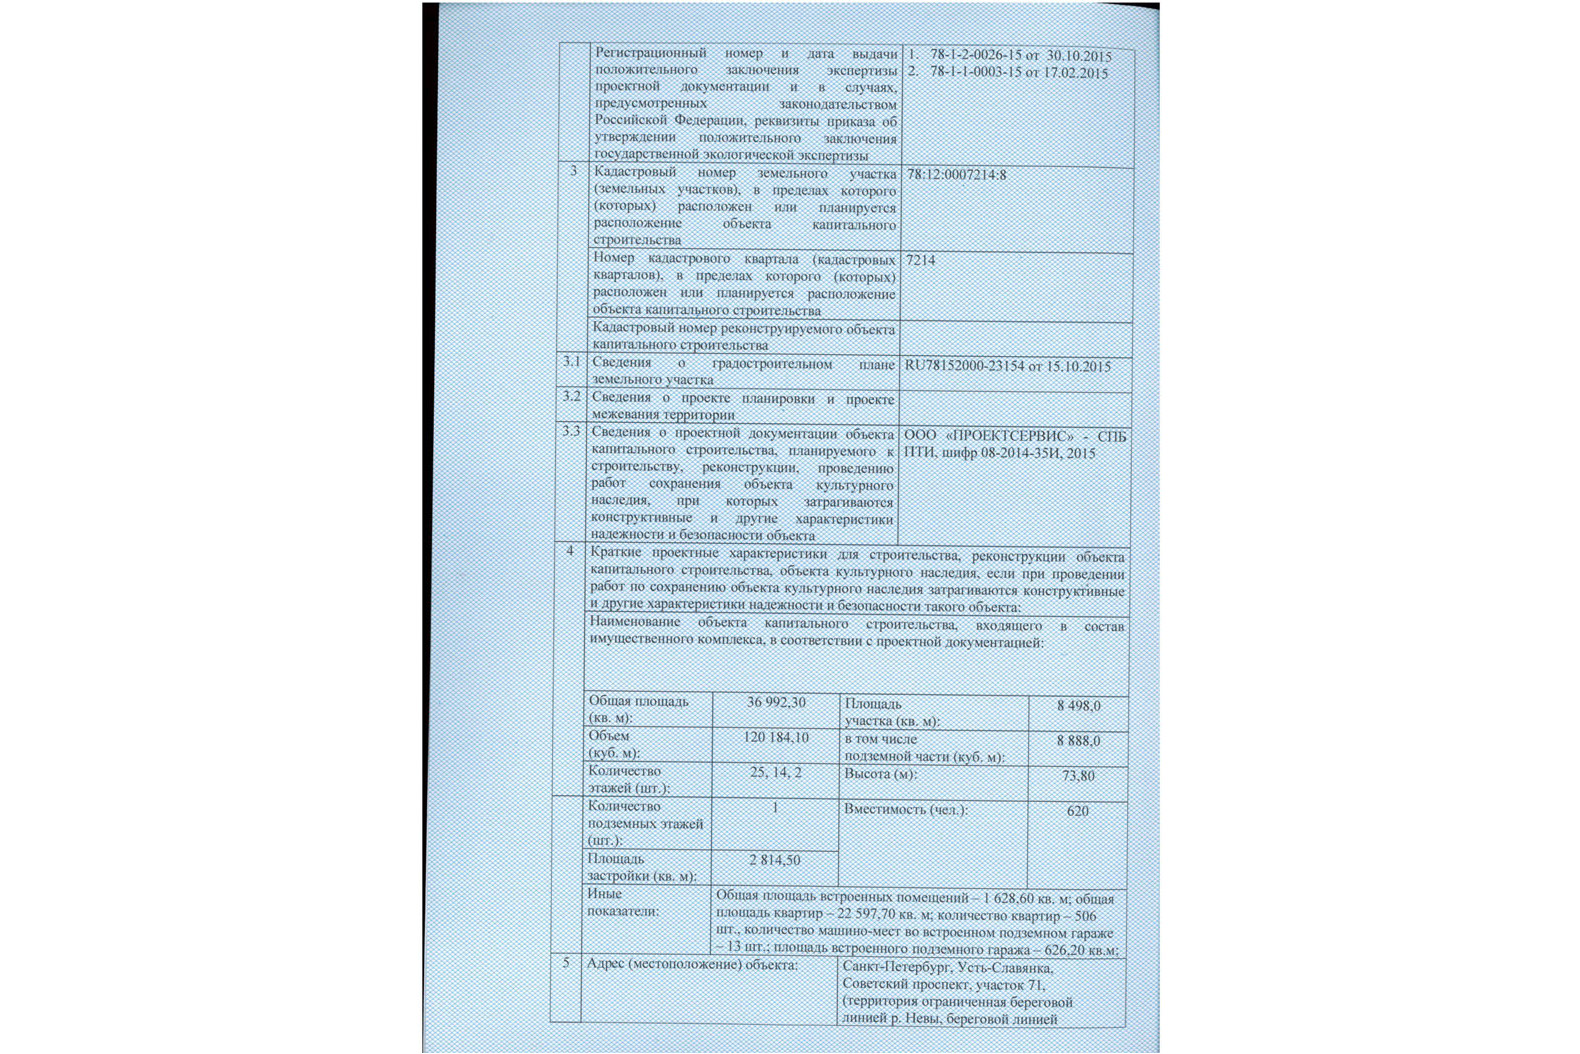 Регистрационный номер и дата выдачи
положительного заключения экспертизы
проектной документации и в случаях,
предусмотренных законодательством
Российской Федерации, реквизиты приказа об
утверждении положительного заключения
государственной экологической экспертизы
1. 78-1-2-0026-15 от 30.10.2015
2. 78-1-1-0003-15 от 17.02.2015
3
Кадастровый номер земельного участка
(земельных участков), в пределах которого
(которых) расположен или планируется
расположение объекта капитального
строительства
78:12:0007214:8
Номер кадастрового квартала (кадастровых
кварталов), в пределах которого (которых)
расположен или планируется расположение
объекта капитального строительства
7214
Кадастровый номер реконструируемого объекта
капитального строительства
3.1
Сведения о градостроительном плане
земельного участка
RU78152000-23154 от 15.10.2015
3.2
Сведения о проекте планировки и проекте
межевания территории
3.3
Сведения о проектной документации объекта
капитального строительства, планируемого к
строительству, реконструкции, проведению
работ сохранения объекта культурного
наследия, при которых затрагиваются
конструктивные и другие характеристики
надежности и безопасности объекта
ООО «ПРОЕКТСЕРВИС» - СПБ
ПТИ, шифр 08-2014-35И, 2015
4
Краткие проектные характеристики для строительства, реконструкции объекта
капитального строительства, объекта культурного наследия, если при проведении
работ по сохранению объекта культурного наследия затрагиваются конструктивные
и другие характеристики надежности и безопасности такого объекта:
Наименование объекта капитального строительства, входящего в состав
имущественного комплекса, в соответствии с проектной документацией:
Общая площадь
(кв. м):
36 992,30
Площадь
участка (кв. м):
8 498,0
Объем
(куб. м):
120 184,10
в том числе
подземной части (куб. м):
8 888,0
Количество
этажей (шт.):
25, 14, 2
Высота (м):
73,80
Количество
подземных этажей
(шт.):
1
Вместимость (чел.):
620
Площадь
застройки (кв. м):
2 814,50
Иные
показатели:
Общая площадь встроенных помещений – 1 628,60 кв. м; общая
площадь квартир – 22 597,70 кв. м; количество квартир – 506
шт., количество машино-мест во встроенном подземном гараже
– 13 шт.; площадь встроенного подземного гаража – 626,20 кв.м;
5
Адрес (местоположение) объекта:
Санкт-Петербург, Усть-Славянка,
Советский проспект, участок 71,
(территория ограниченная береговой
линией р. Невы, береговой линией